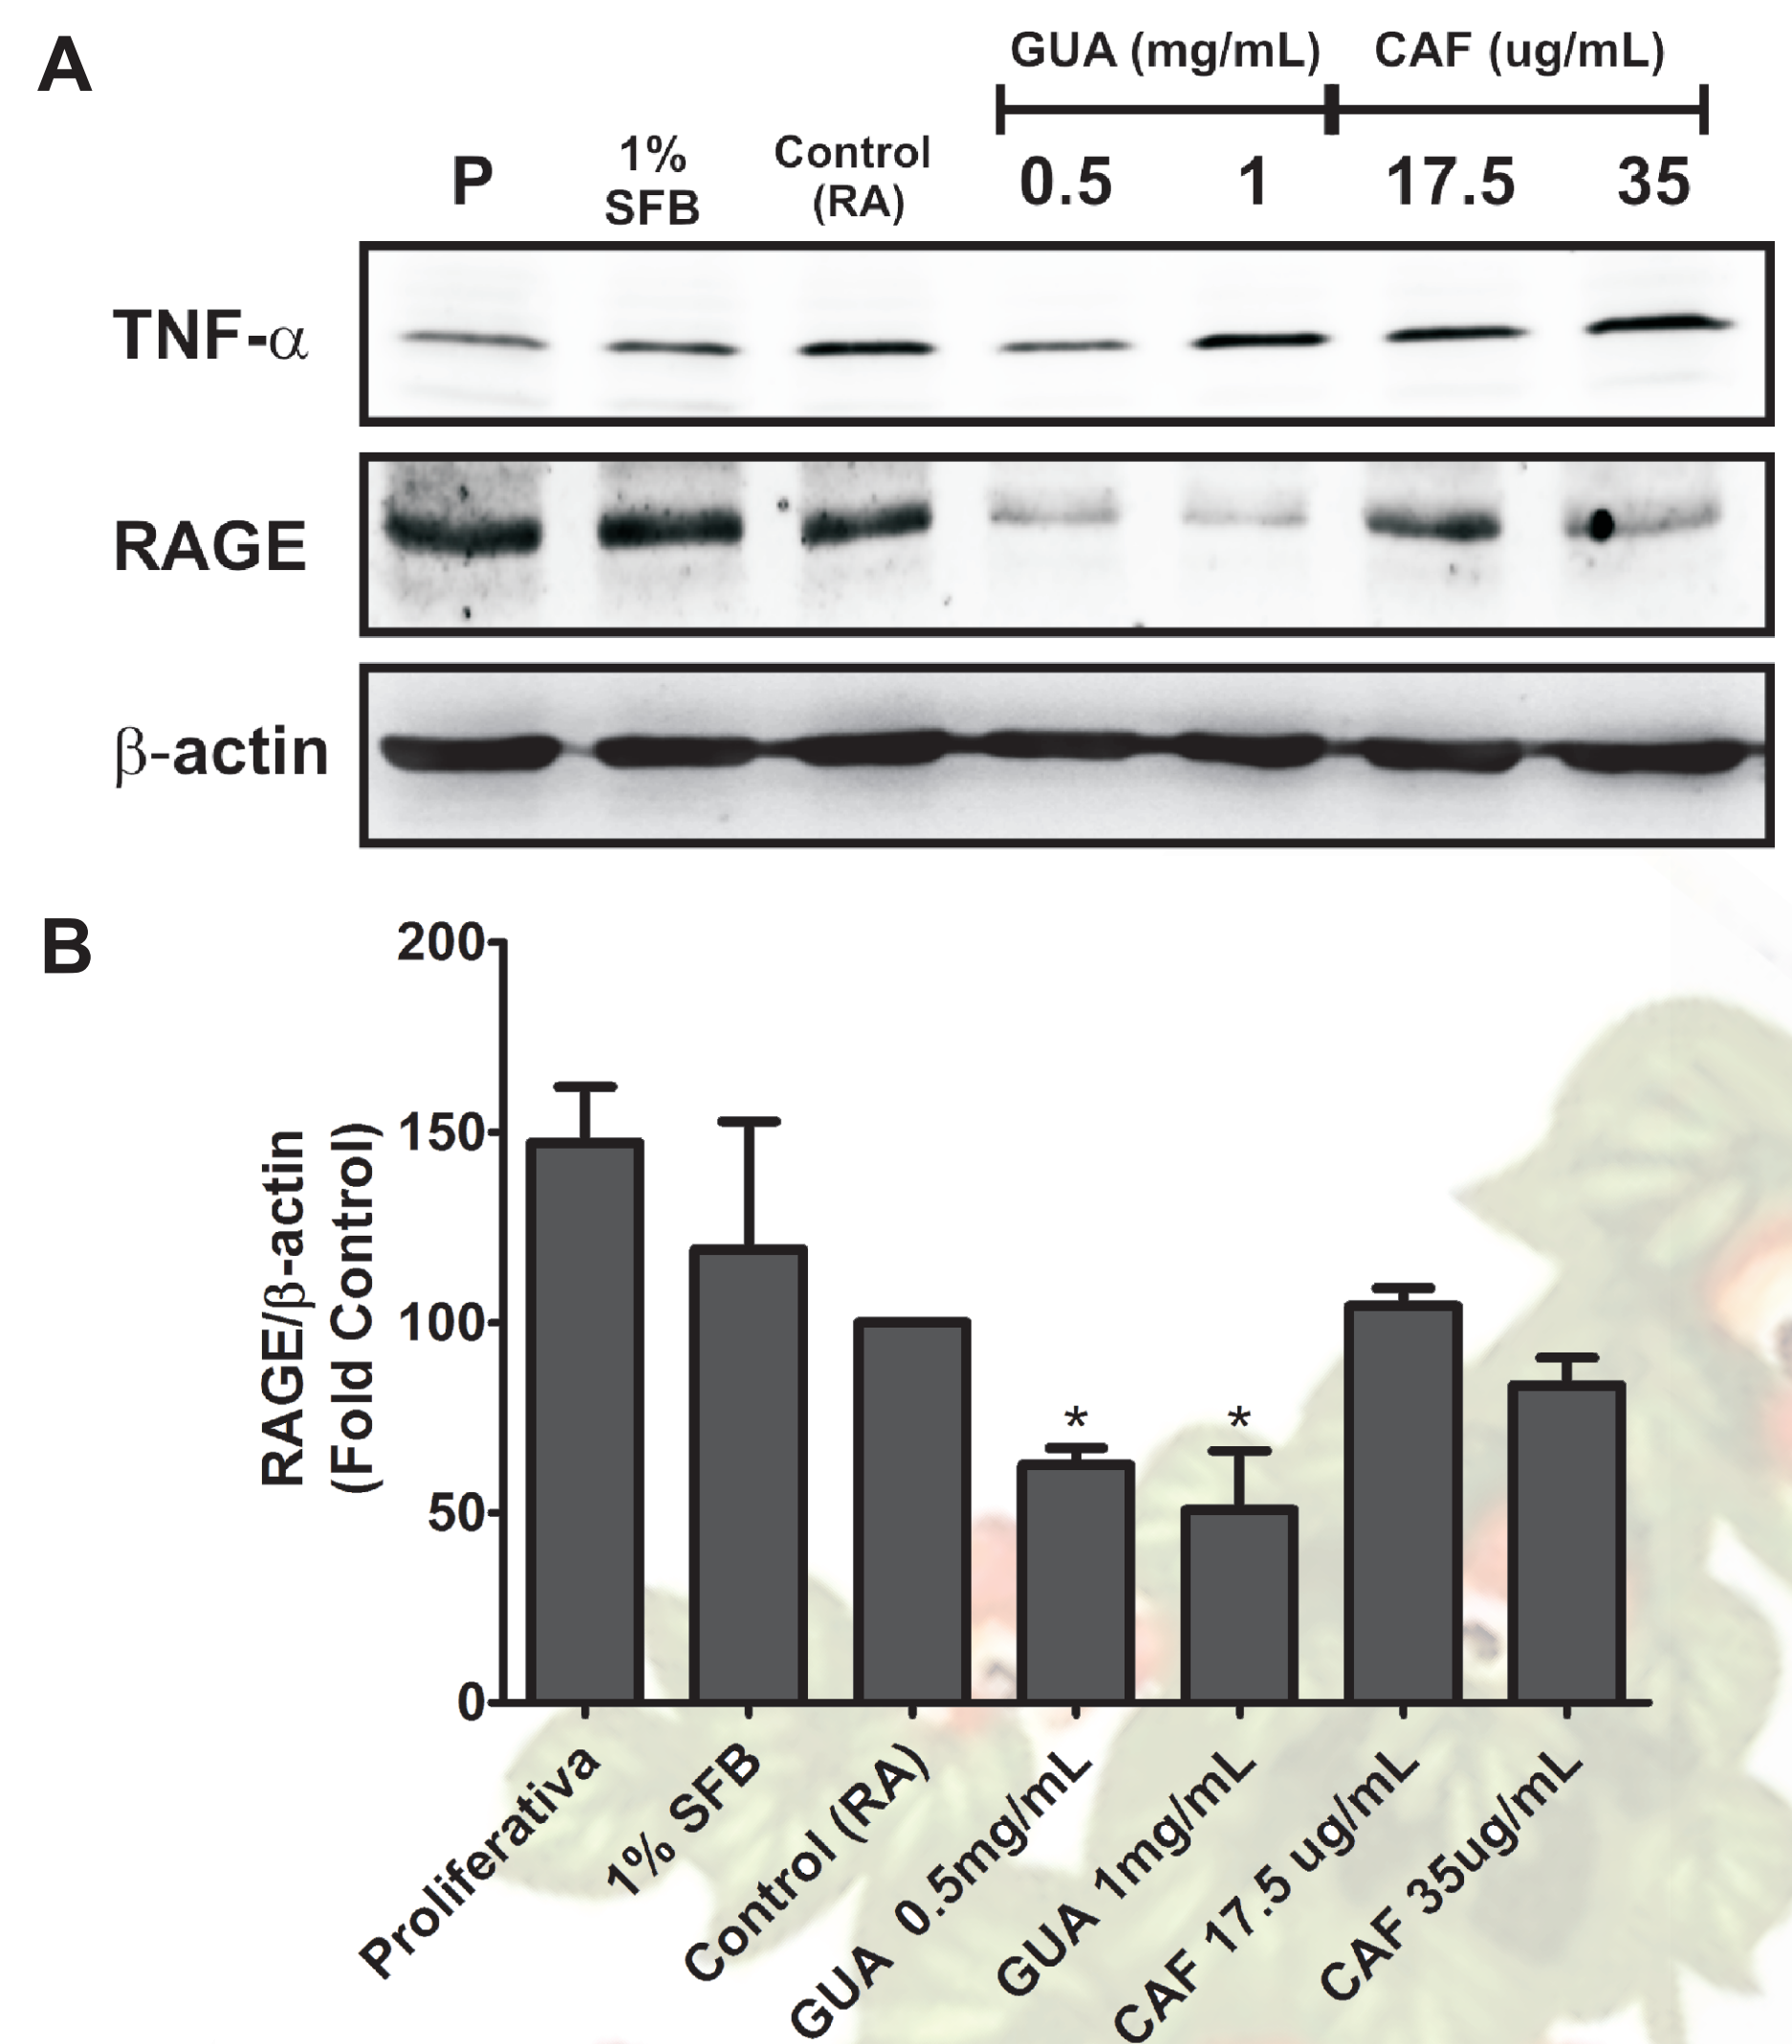 A
GUA (mg/mL) CAF (ug/mL)
P 1% SFB Control (RA) 0.5 1 17.5 35
TNF-α
RAGE
β-actin
B
RAGE/β-actin
(Fold Control)
200
150
100
50
0
* *
Proliferativa
1% SFB
Control (RA)
GUA 0.5mg/mL
GUA 1mg/mL
CAF 17.5 ug/mL
CAF 35ug/mL